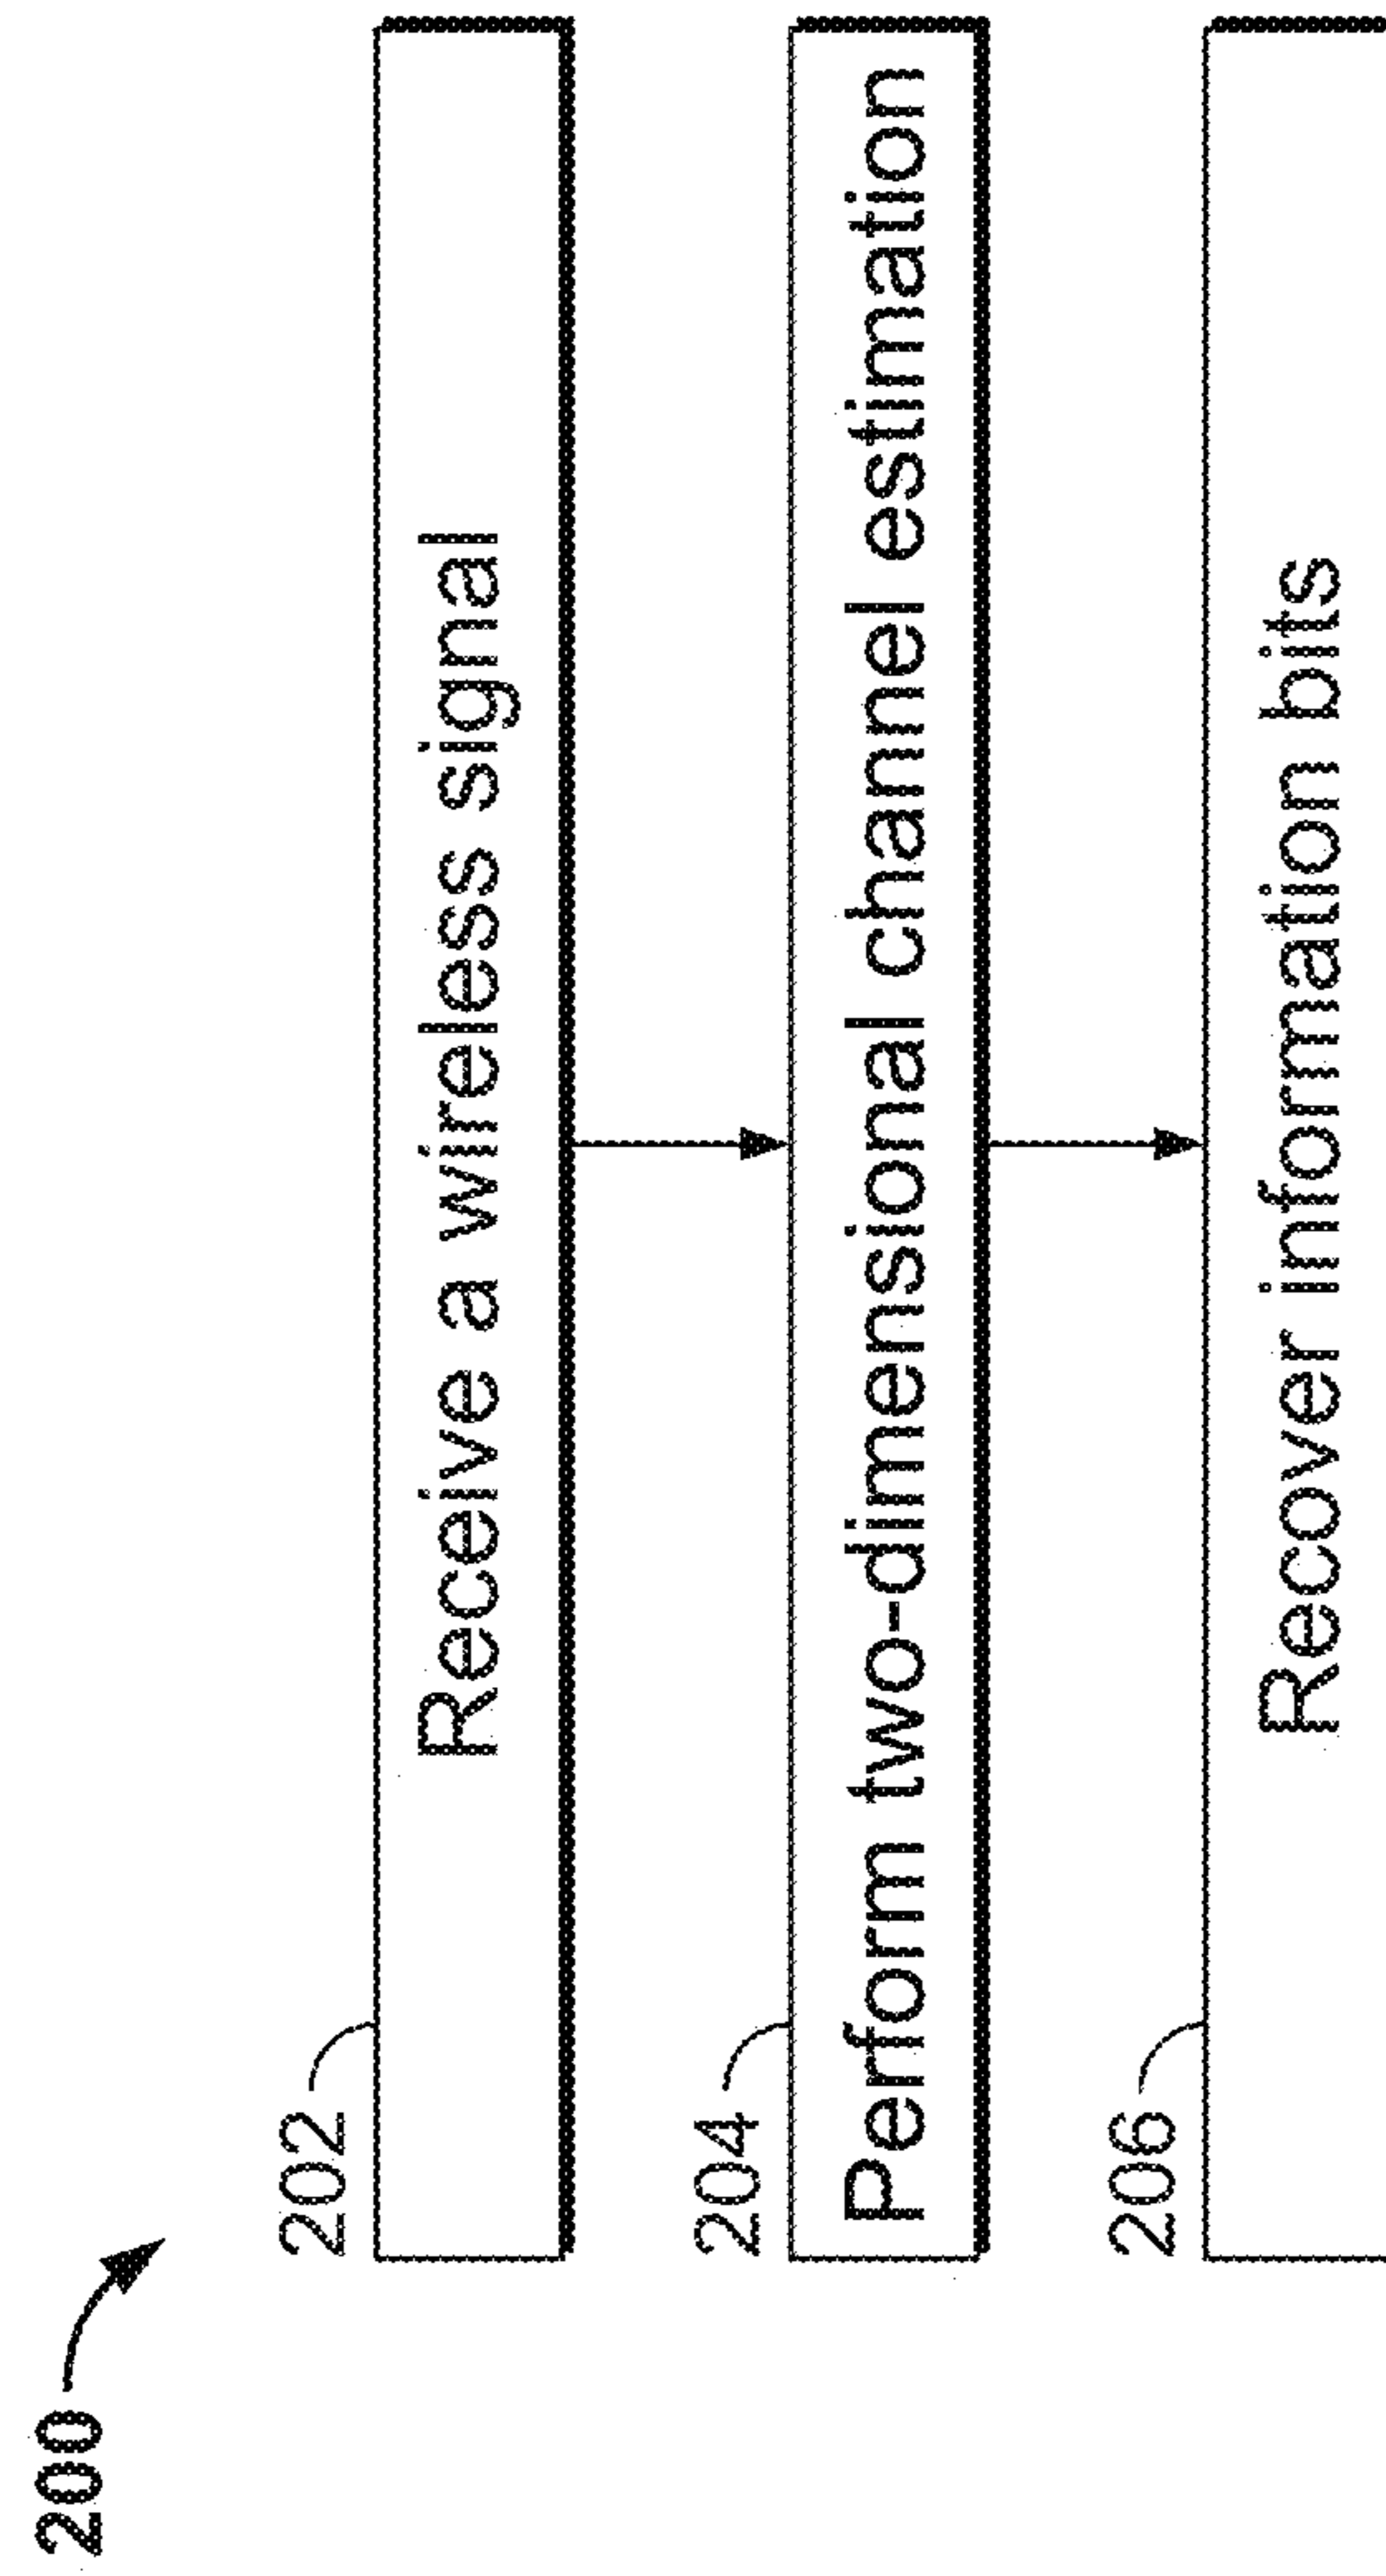 200
202
Receive a wireless signal
204
Perform two-dimensional channel estimation
206
Recover information bits